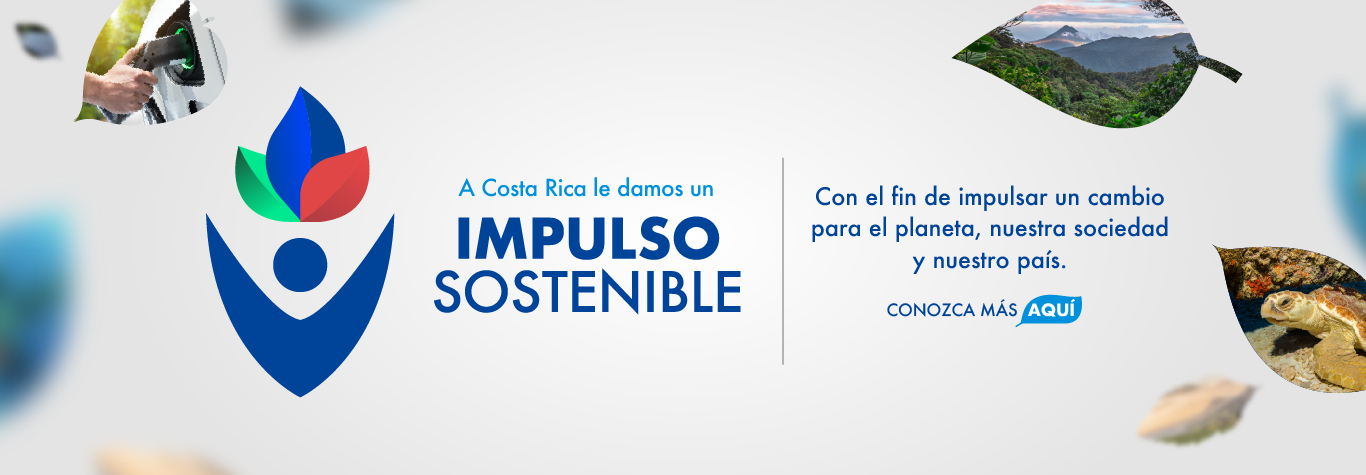 A Costa Rica le damos un
IMPULSO
SOSTENIBLE
Con el fin de impulsar un cambio
para el planeta, nuestra sociedad
y nuestro país.
CONOZCA MÁS AQUÍ